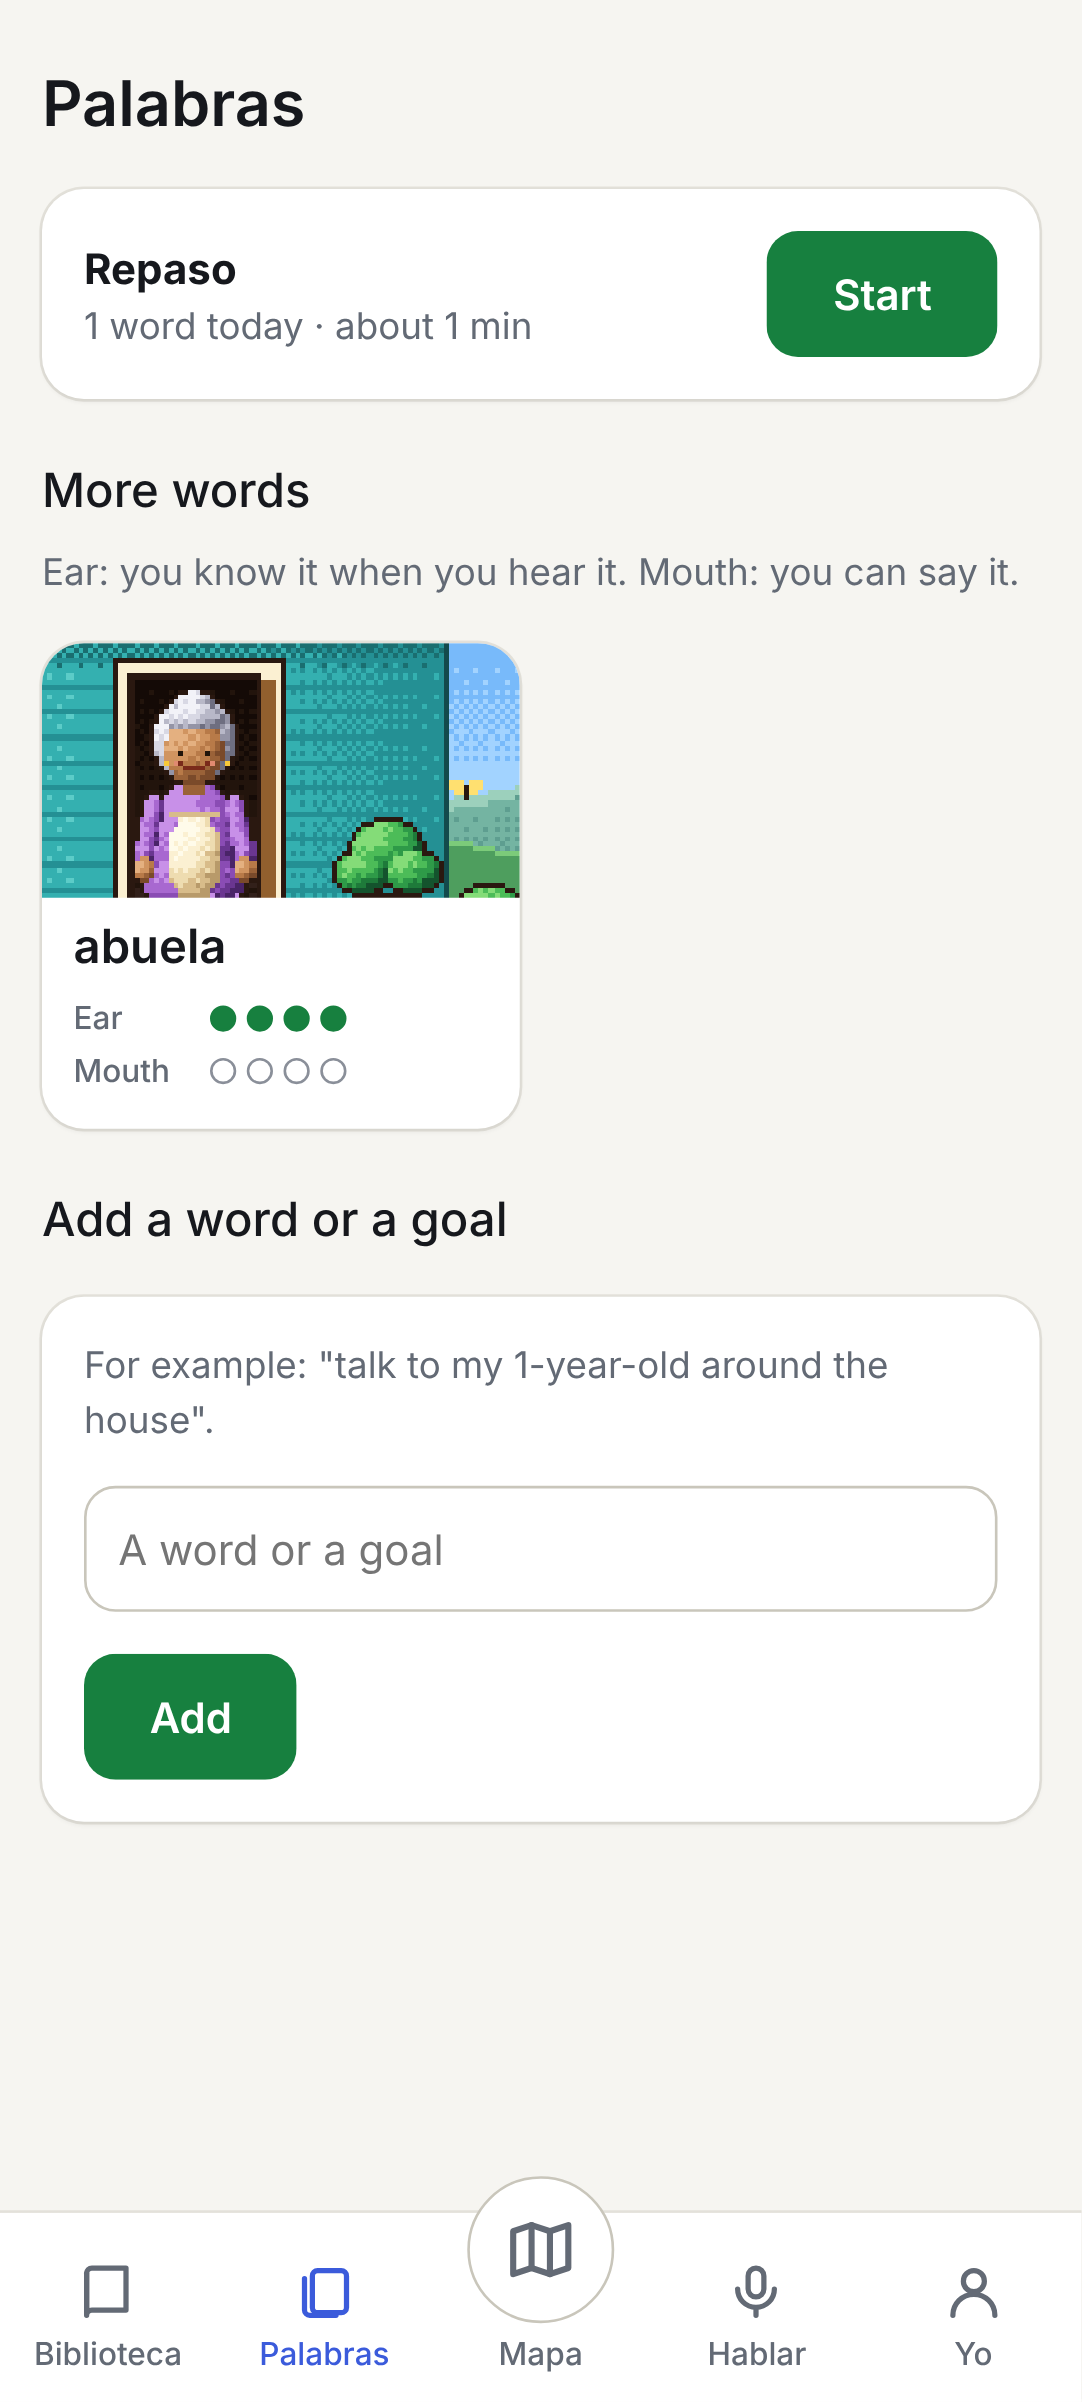 Palabras
Repaso
1 word today · about 1 min
Start
More words
Ear: you know it when you hear it. Mouth: you can say it.
abuela
Ear
Mouth
Add a word or a goal
For example: "talk to my 1-year-old around the
house".
A word or a goal
Add
Biblioteca
Palabras
Mapa
Hablar
Yo